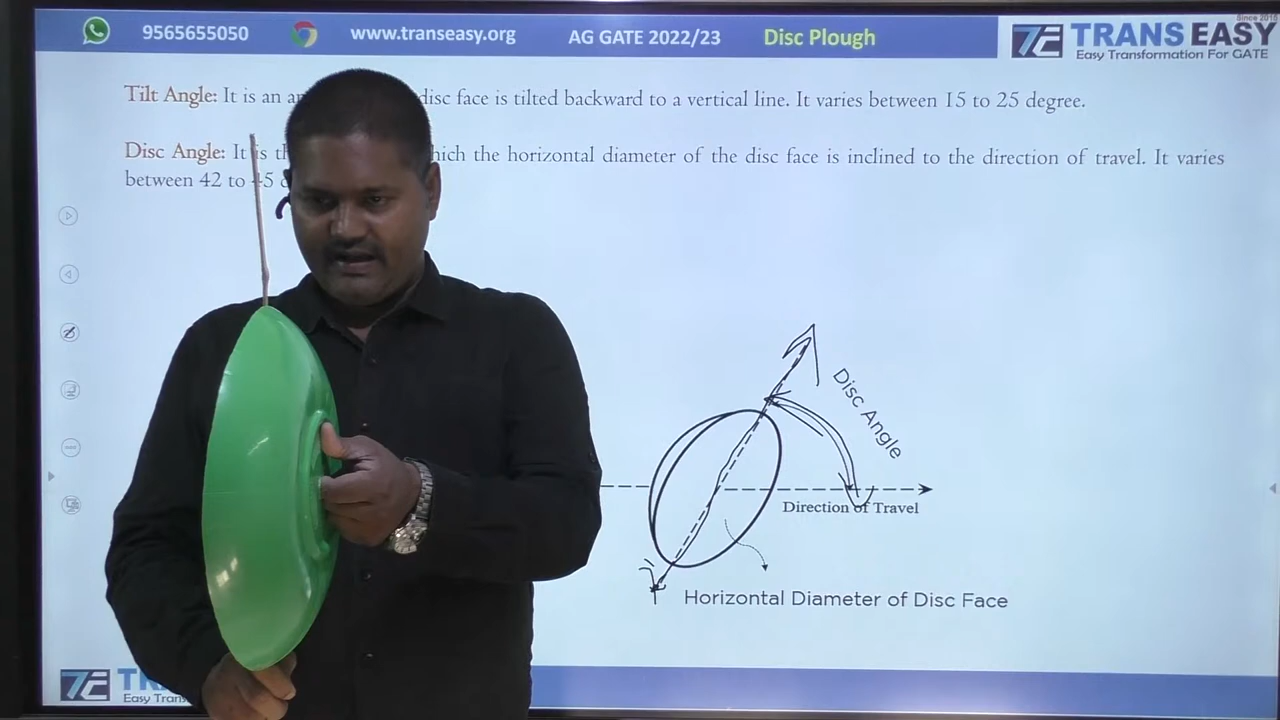 9565655050
www.transeasy.org
AG GATE 2022/23
Disc Plough
Since 2015
TRANS EASY
Easy Transformation For GATE
Tilt Angle: It is an disc face is tilted backward to a vertical line. It varies between 15 to 25 degree.
Disc Angle: It is which the horizontal diameter of the disc face is inclined to the direction of travel. It varies
between 42 to 45
Disc Angle
Direction of Travel
Horizontal Diameter of Disc Face